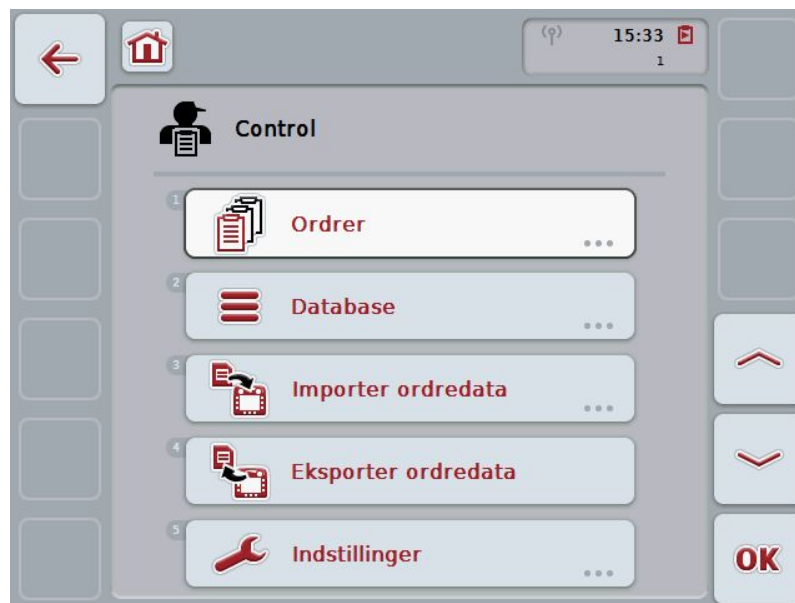 15:33
1
Control
1
Ordrer
2
Database
3
Importer ordredata
4
Eksporter ordredata
5
Indstillinger
OK